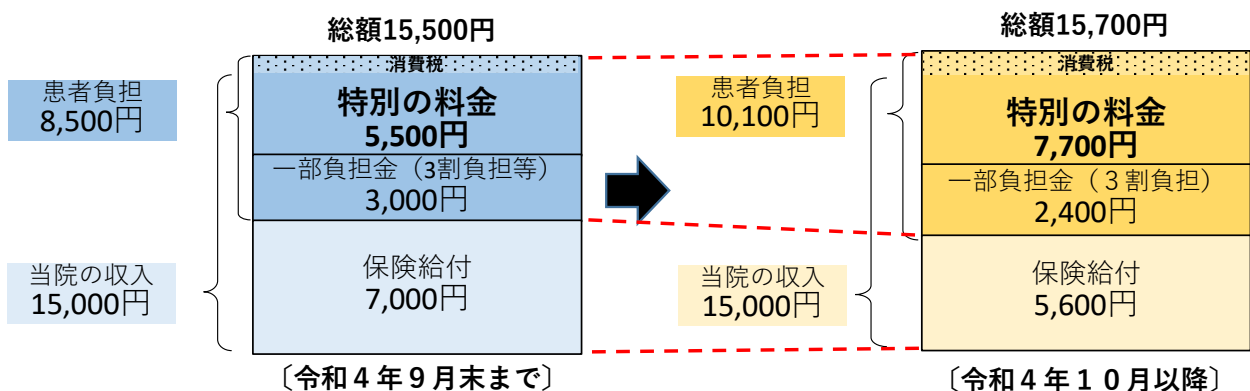 総額15,500円
消費税
患者負担
8,500円
特別の料金
5,500円
一部負担金（3割負担等）
3,000円
当院の収入
15,000円
保険給付
7,000円
〔令和４年９月末まで〕
総額15,700円
消費税
患者負担
10,100円
特別の料金
7,700円
一部負担金（３割負担）
2,400円
当院の収入
15,000円
保険給付
5,600円
〔令和４年１０月以降〕